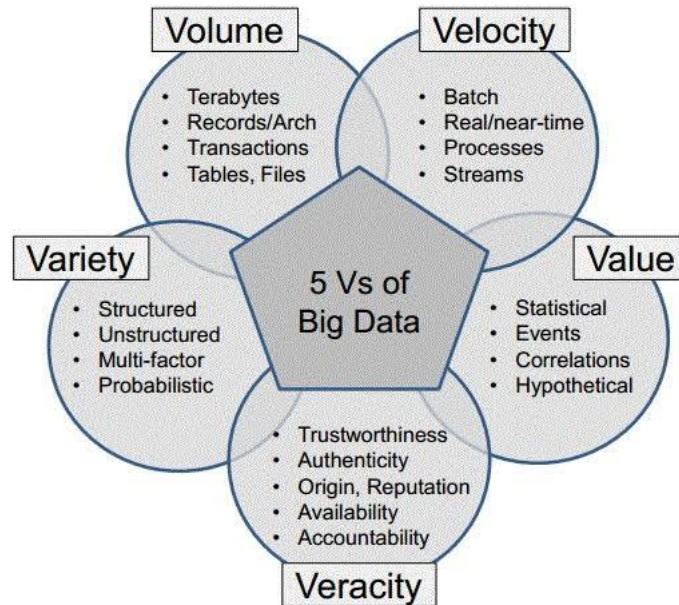 Volume
• Terabytes
• Records/Arch
• Transactions
• Tables, Files
Velocity
• Batch
• Real/near-time
• Processes
• Streams
Variety
• Structured
• Unstructured
• Multi-factor
• Probabilistic
5 Vs of
Big Data
Value
• Statistical
• Events
• Correlations
• Hypothetical
• Trustworthiness
• Authenticity
• Origin, Reputation
• Availability
• Accountability
Veracity